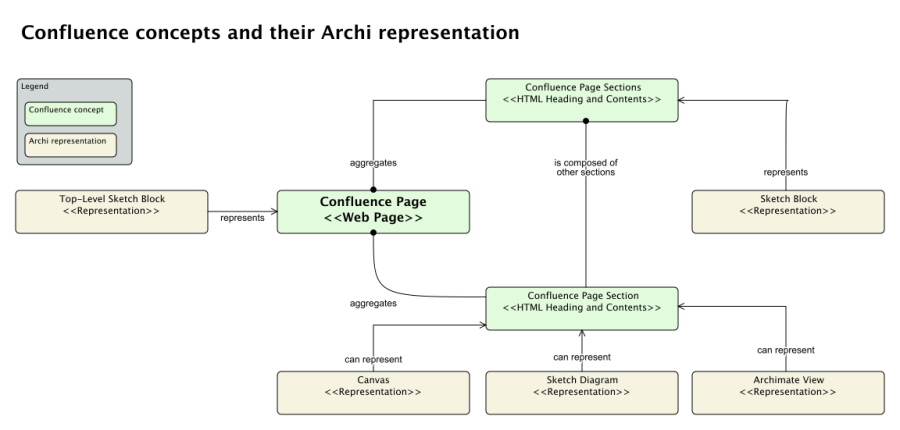 Confluence concepts and their Archi representation
Legend
Confluence concept
Archi representation
Confluence Page Sections
<<HTML Heading and Contents>>
aggregates
is composed of
other sections
represents
Top-Level Sketch Block
<<Representation>>
represents
Confluence Page
<<Web Page>>
Sketch Block
<<Representation>>
aggregates
Confluence Page Section
<<HTML Heading and Contents>>
can represent
can represent
can represent
Canvas
<<Representation>>
Sketch Diagram
<<Representation>>
Archimate View
<<Representation>>